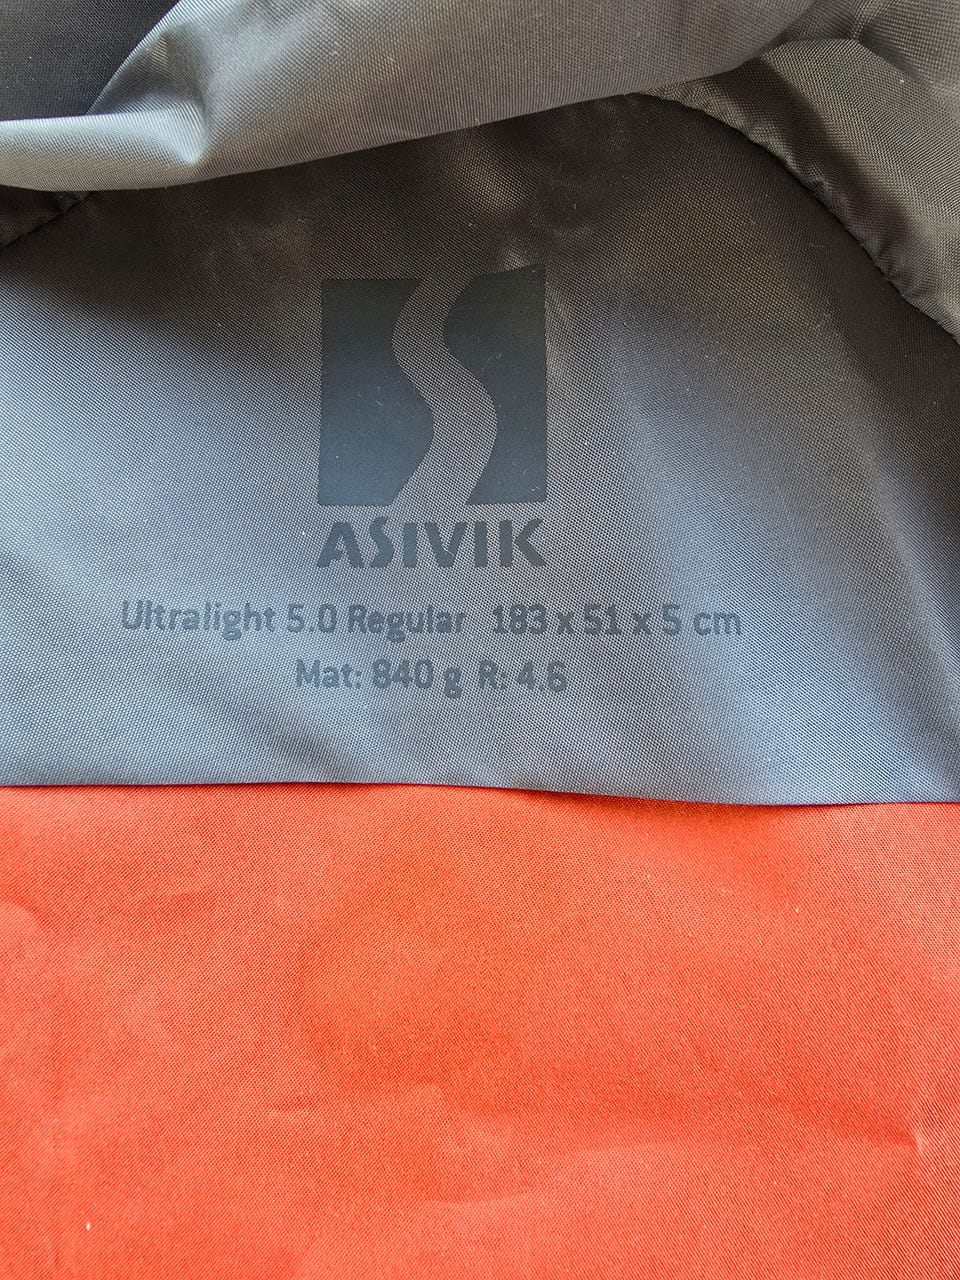 ASIVIK
Ultralight 5.0 Regular 183 x 51 x 5 cm
Mat: 840 g R: 4.6